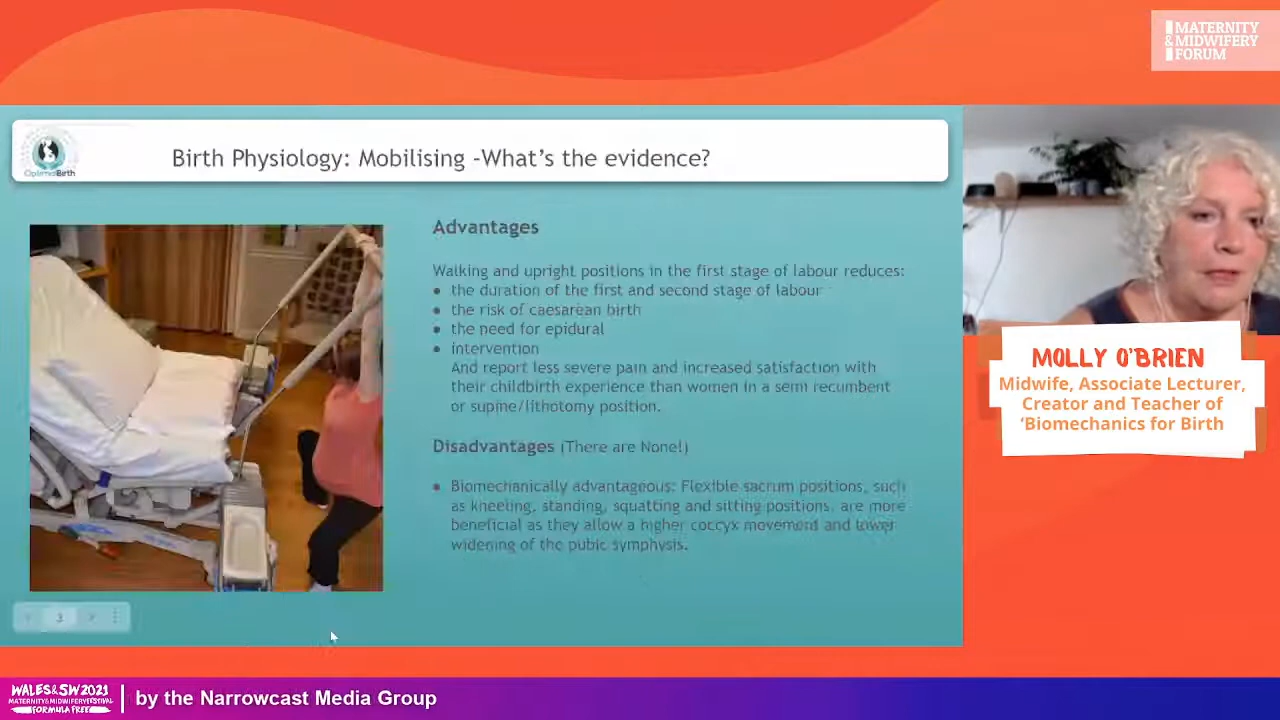 MATERNITY
&MIDWIFERY
FORUM
OptimalBirth
Birth Physiology: Mobilising -What's the evidence?
Advantages
Walking and upright positions in the first stage of labour reduces:
• the duration of the first and second stage of labour
• the risk of caesarean birth
• the need for epidural
• intervention
And report less severe pain and increased satisfaction with
their childbirth experience than women in a semi recumbent
or supine/lithotomy position.
Disadvantages (There are None!)
• Biomechanically advantageous: Flexible sacrum positions, such
as kneeling, standing, squatting and sitting positions, are more
beneficial as they allow a higher coccyx movement and lower
widening of the pubic symphysis.
3
MOLLY O'BRIEN
Midwife, Associate Lecturer,
Creator and Teacher of
'Biomechanics for Birth
WALES&SW2021
MATERNITY&MIDWIFERYFESTIVAL
FORMULA FREE
by the Narrowcast Media Group